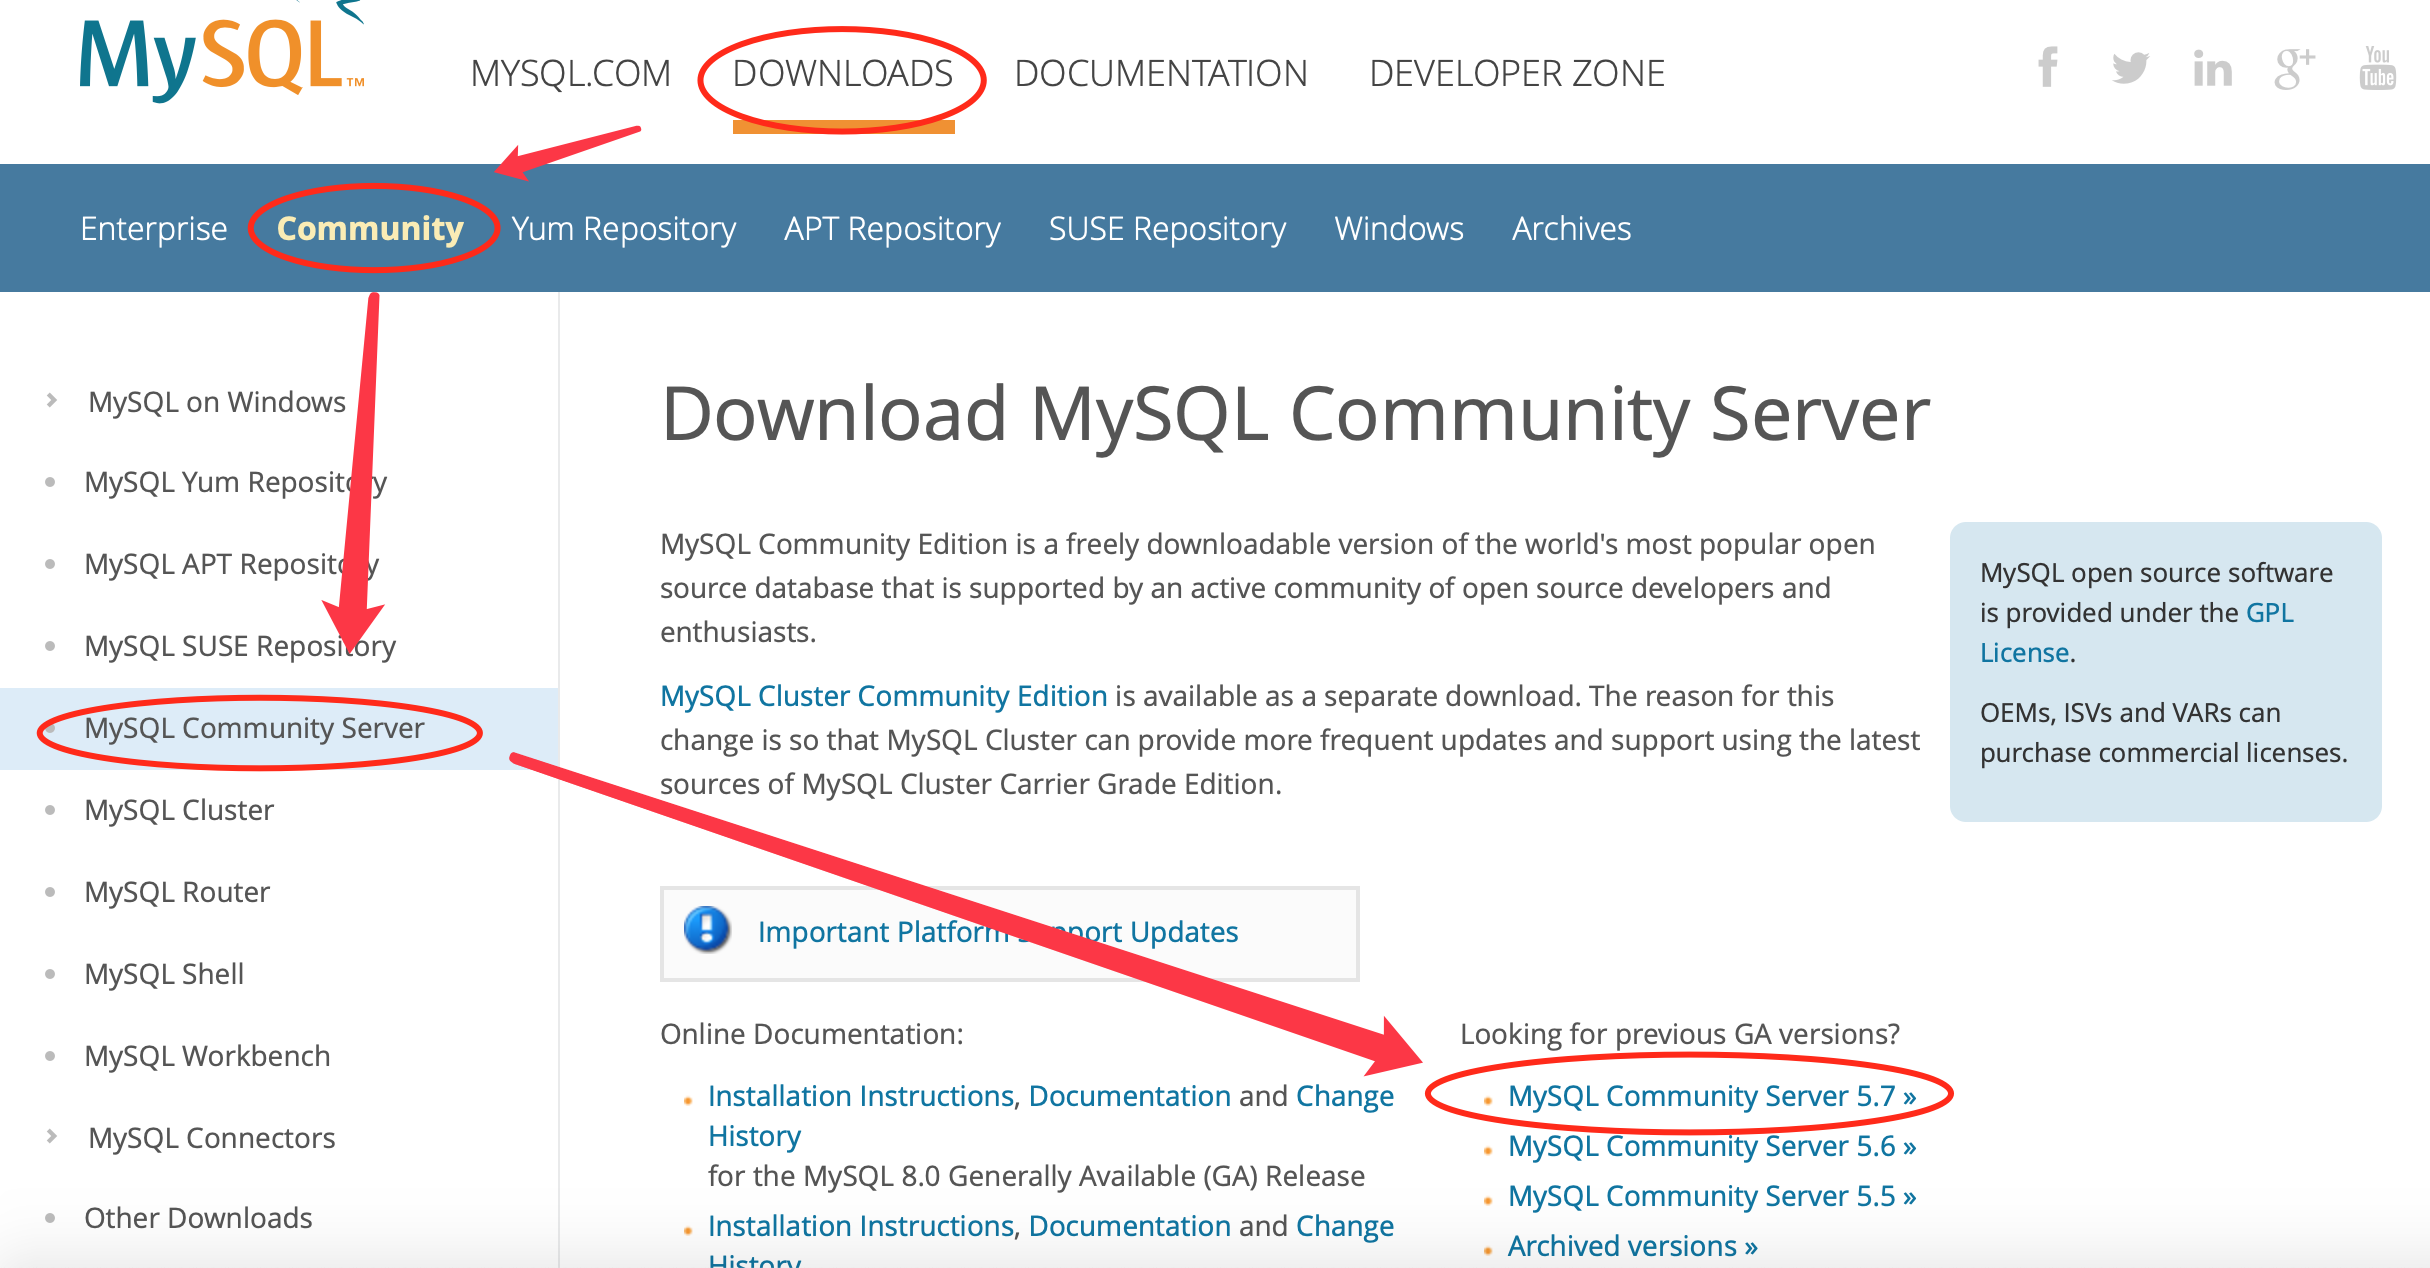 MySQL™
MYSQL.COM DOWNLOADS DOCUMENTATION DEVELOPER ZONE
f in g+ You Tube
Enterprise Community Yum Repository APT Repository SUSE Repository Windows Archives
MySQL on Windows
MySQL Yum Repository
MySQL APT Repository
MySQL SUSE Repository
MySQL Community Server
MySQL Cluster
MySQL Router
MySQL Shell
MySQL Workbench
MySQL Connectors
Other Downloads
Download MySQL Community Server
MySQL Community Edition is a freely downloadable version of the world's most popular open
source database that is supported by an active community of open source developers and
enthusiasts.
MySQL Cluster Community Edition is available as a separate download. The reason for this
change is so that MySQL Cluster can provide more frequent updates and support using the latest
sources of MySQL Cluster Carrier Grade Edition.
MySQL open source software
is provided under the GPL
License.
OEMs, ISVs and VARs can
purchase commercial licenses.
Important Platform Support Updates
Online Documentation:
Installation Instructions, Documentation and Change
History
for the MySQL 8.0 Generally Available (GA) Release
Installation Instructions, Documentation and Change
History
Looking for previous GA versions?
MySQL Community Server 5.7 »
MySQL Community Server 5.6 »
MySQL Community Server 5.5 »
Archived versions »